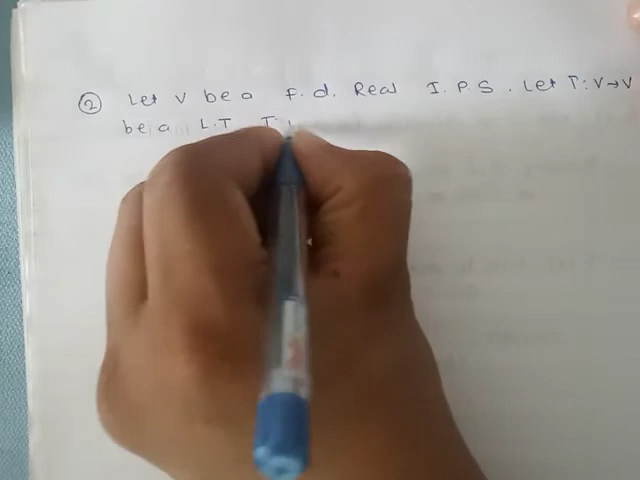 ② Let V be a f.d. Real I.P.S. Let T:V→V
be a L.T. T